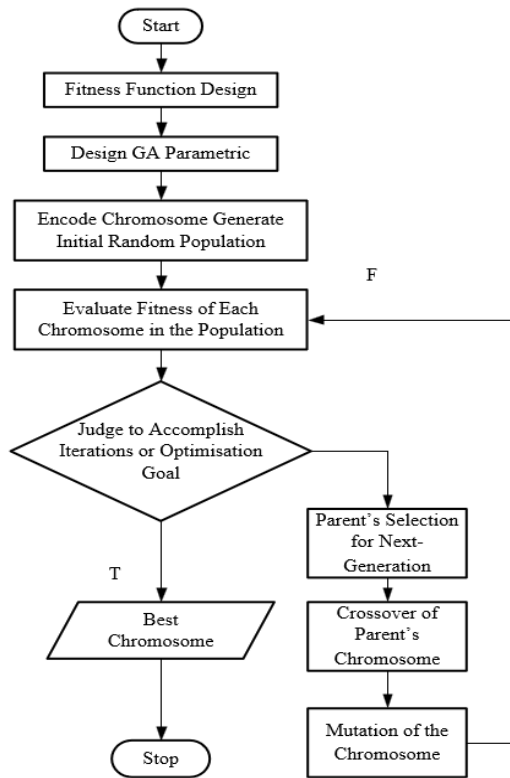 Start
Fitness Function Design
Design GA Parametric
Encode Chromosome Generate
Initial Random Population
F
Evaluate Fitness of Each
Chromosome in the Population
Judge to Accomplish
Iterations or Optimisation
Goal
Parent's Selection
for Next-
Generation
T
Best
Chromosome
Crossover of
Parent's
Chromosome
Mutation of the
Chromosome
Stop